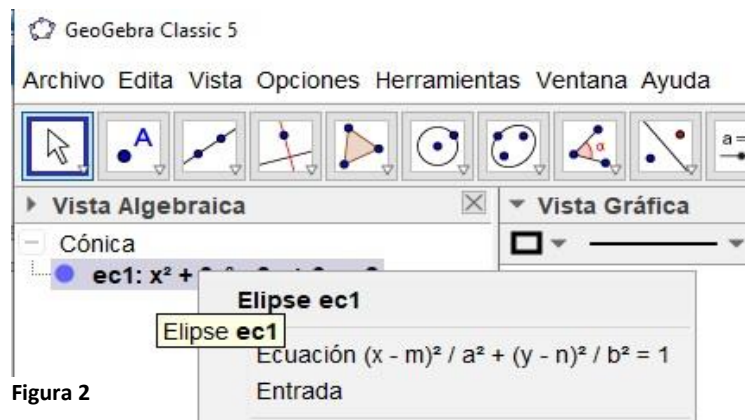 GeoGebra Classic 5
Archivo Edita Vista Opciones Herramientas Ventana Ayuda
A
α
a =
Vista Algebraica
Vista Gráfica
Cónica
ec1: x² +
Elipse ec1
Elipse ec1
Ecuación (x - m)² / a² + (y - n)² / b² = 1
Entrada
Figura 2